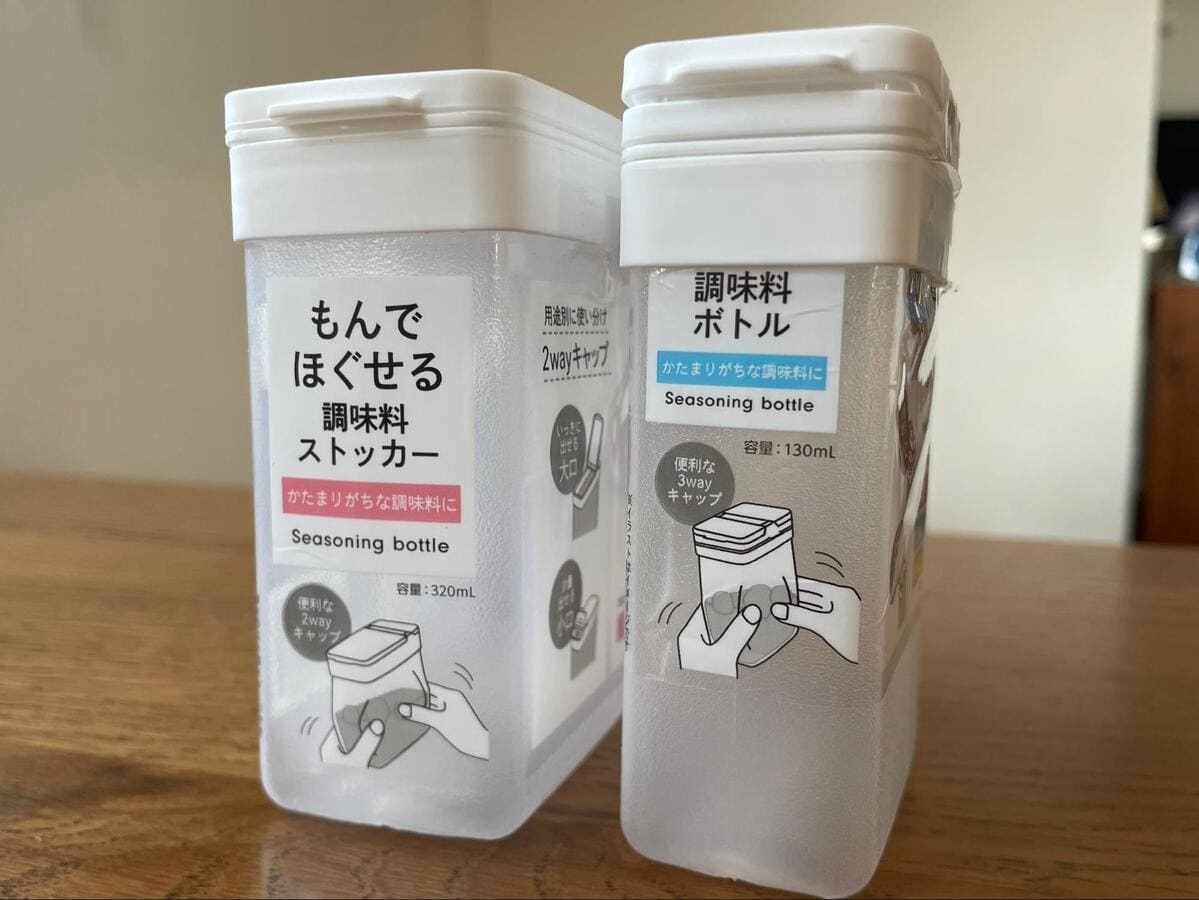 もんで
ほぐせる
調味料
ストッカー
かたまりがちな調味料に
Seasoning bottle
容量：320mL
便利な
2way
キャップ
用途別に使い分け
2wayキャップ
いっきに
出せる
大口
少量
出せる
小口
調味料
ボトル
かたまりがちな調味料に
Seasoning bottle
容量：130mL
便利な
3way
キャップ